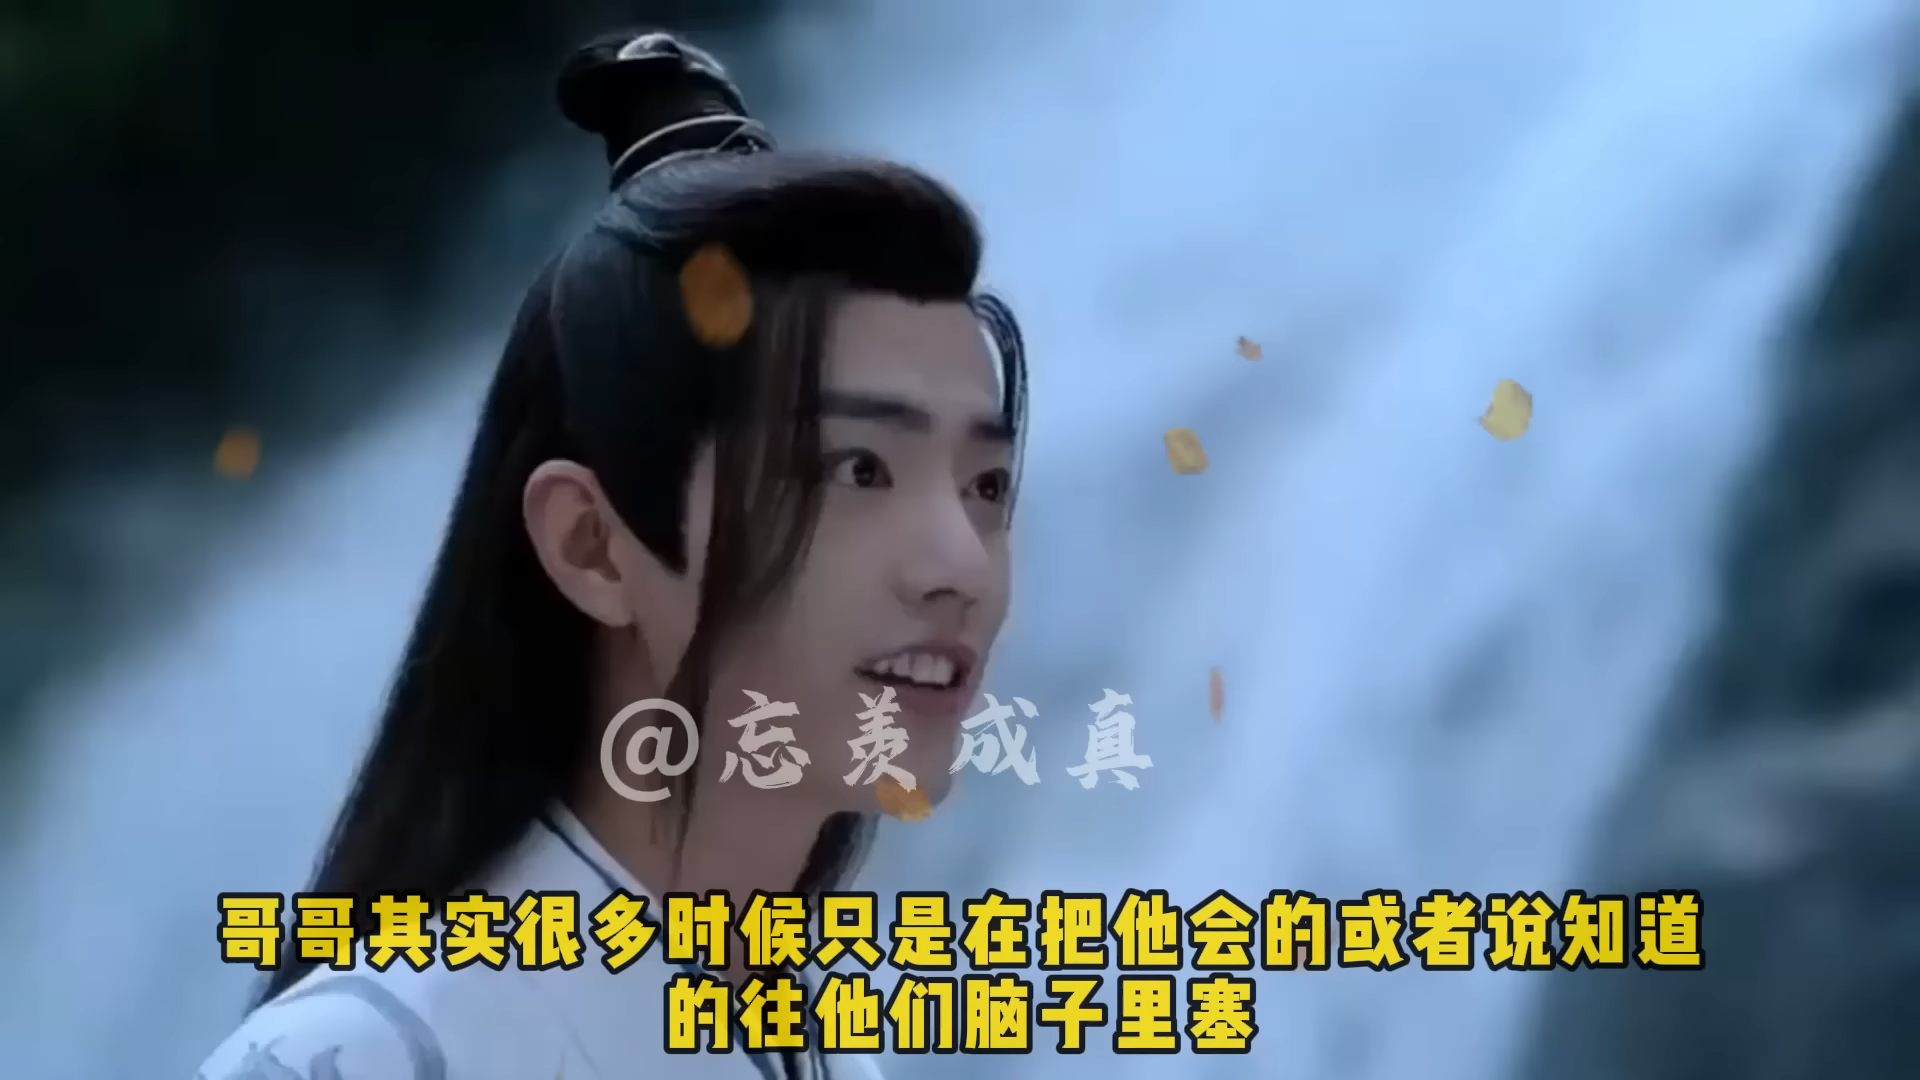 @忘羨成真
哥哥其实很多时候只是在把他会的或者说知道
的往他们脑子里塞